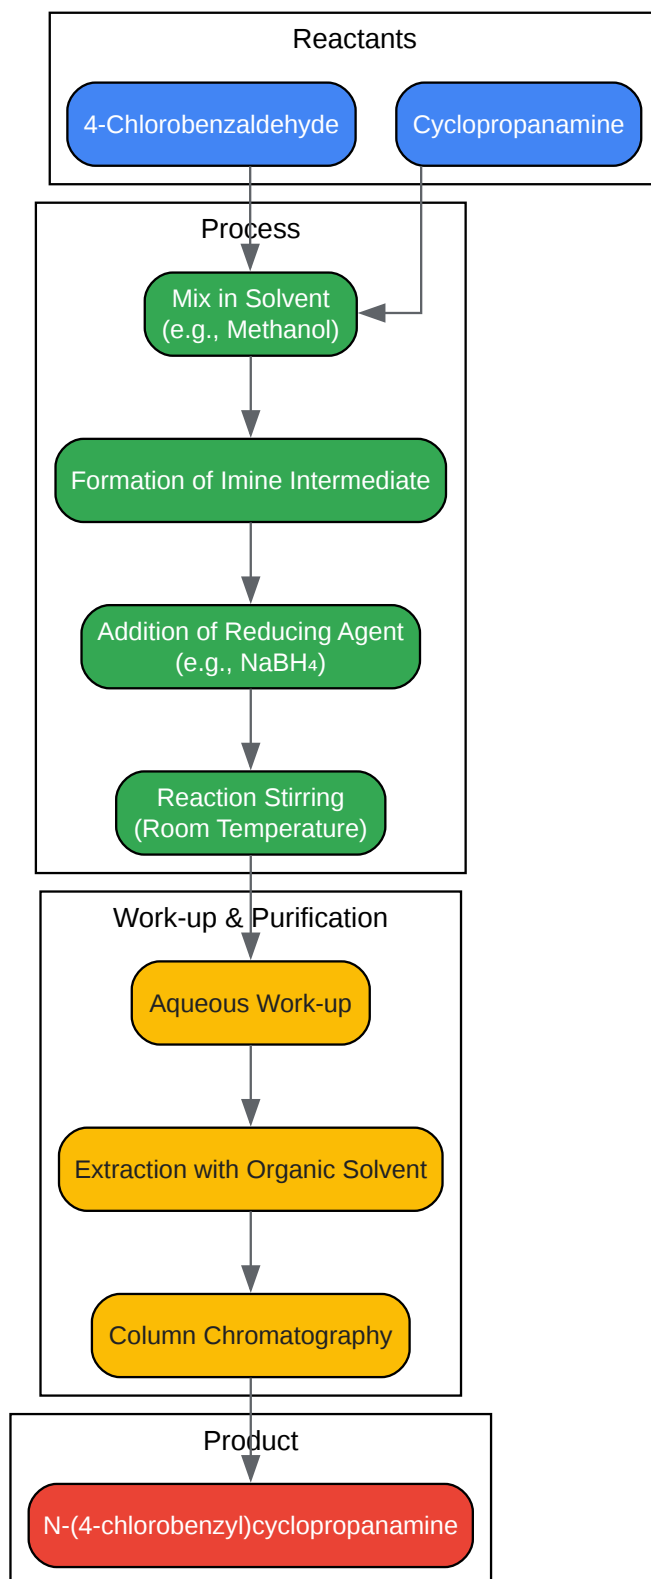 Reactants
4-Chlorobenzaldehyde
Cyclopropanamine
Process
Mix in Solvent
(e.g., Methanol)
Formation of Imine Intermediate
Addition of Reducing Agent
(e.g., NaBH₄)
Reaction Stirring
(Room Temperature)
Work-up & Purification
Aqueous Work-up
Extraction with Organic Solvent
Column Chromatography
Product
N-(4-chlorobenzyl)cyclopropanamine